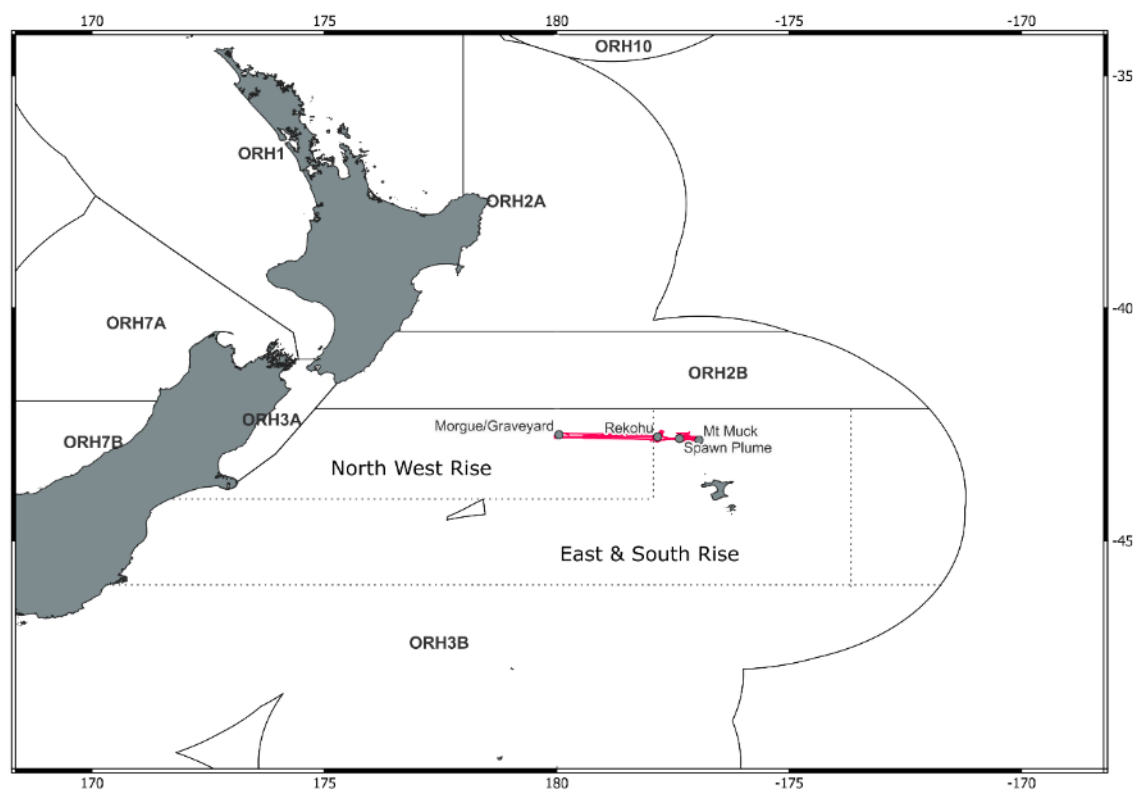 170 175 180 -175 -170
ORH10
-35
ORH1
ORH2A
-40
ORH7A
ORH2B
ORH3A
Morgue/Graveyard
Rekohu
Mt Muck
Spawn Plume
ORH7B
North West Rise
East & South Rise
-45
ORH3B
170 175 180 -175 -170